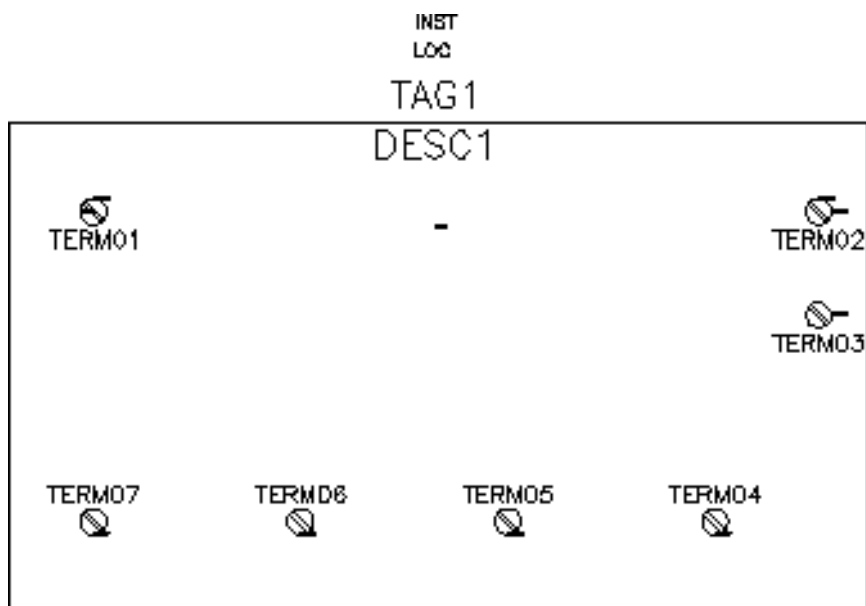 INST
LOC
TAG1
DESC1
TERM01
TERM02
TERM03
TERM07 TERM06 TERM05 TERM04